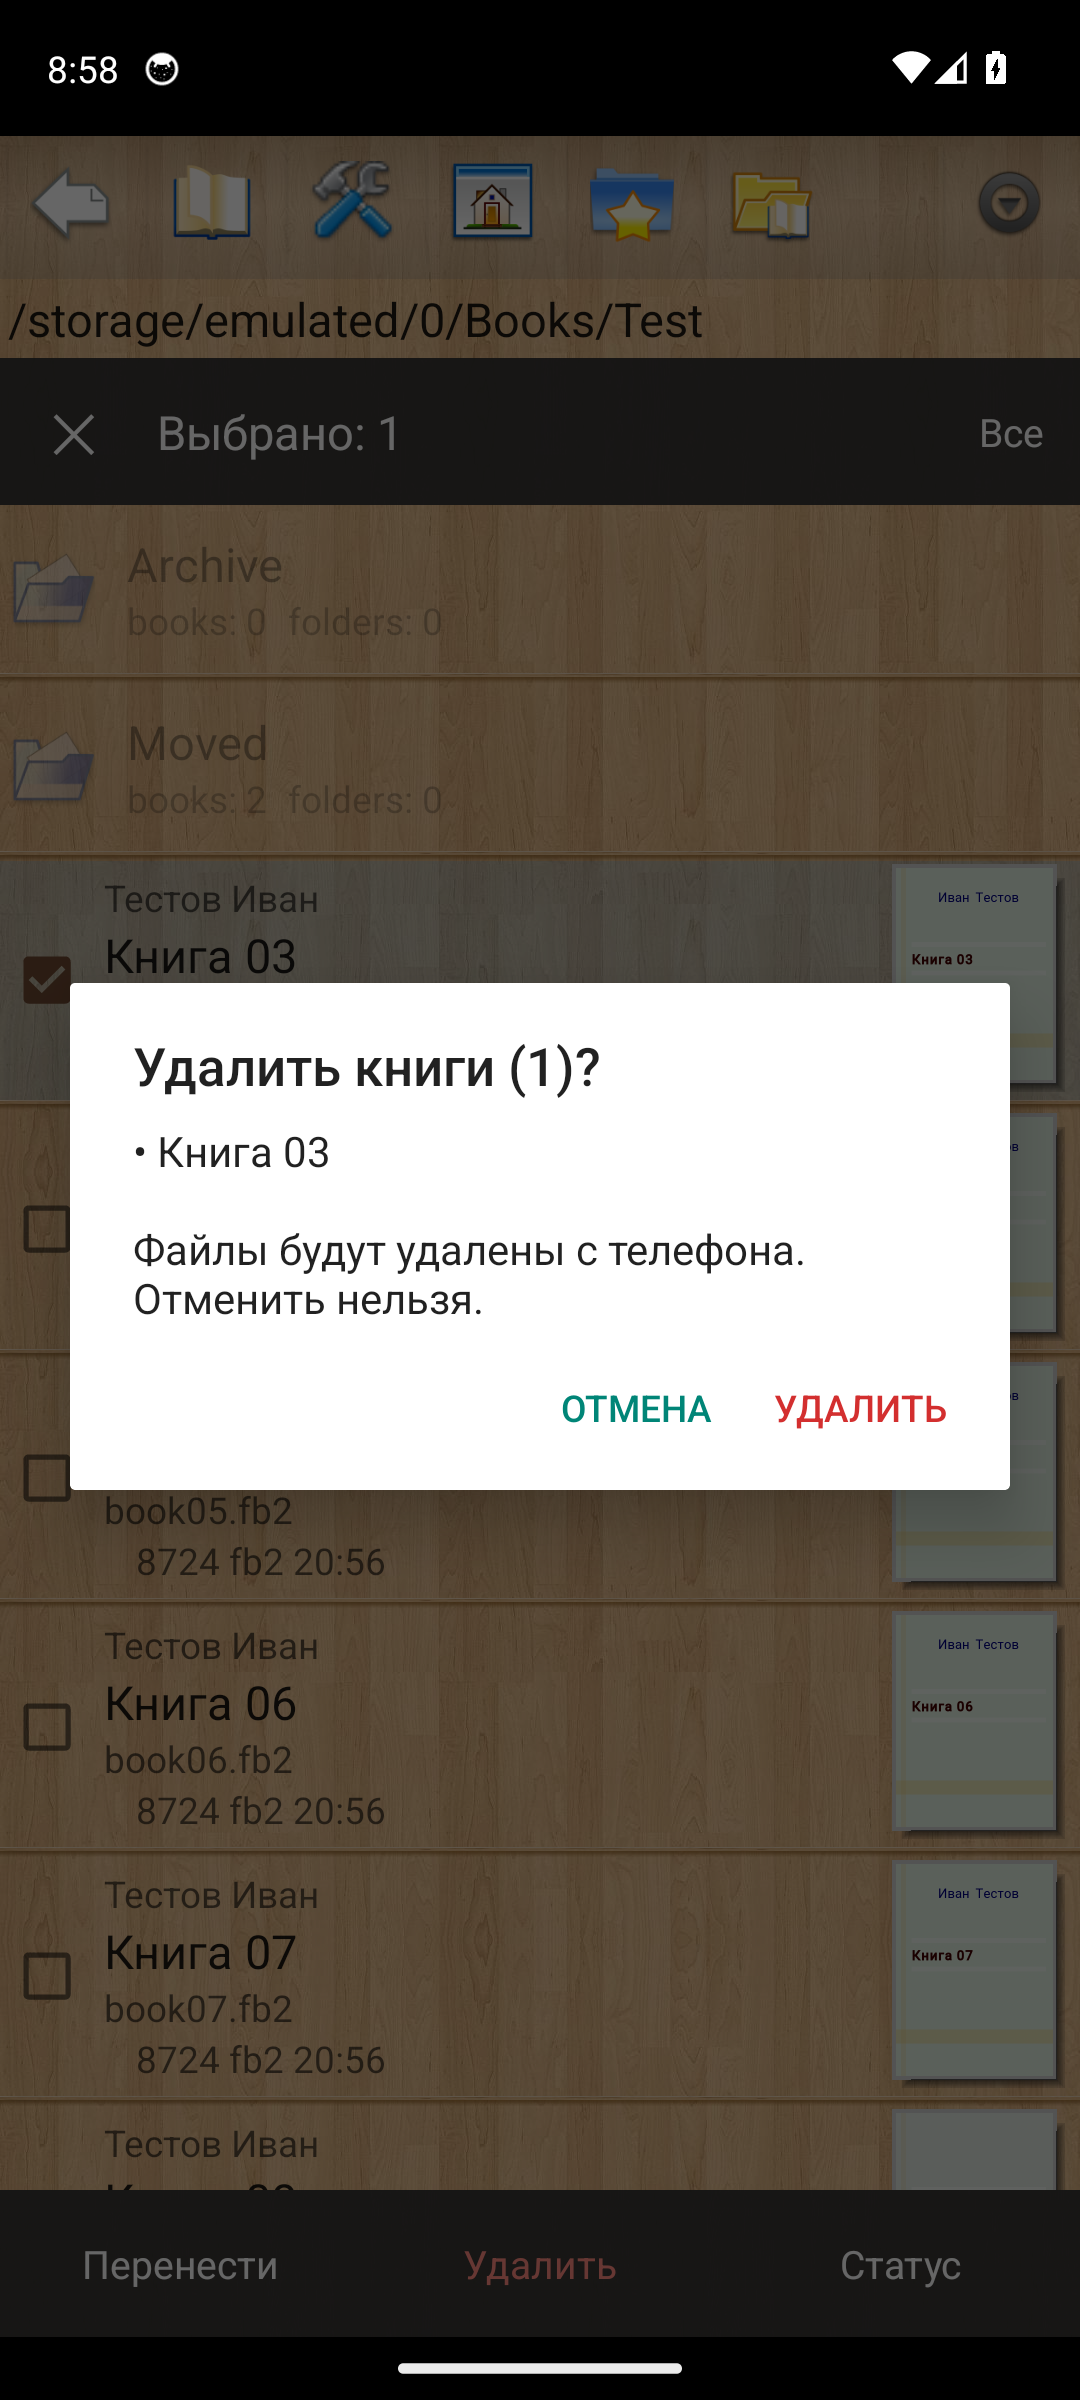 8:58
/storage/emulated/0/Books/Test
Выбрано: 1
Все
Archive
books: 0 folders: 0
Moved
books: 2 folders: 0
Тестов Иван
Книга 03
Иван Тестов
Книга 03
Удалить книги (1)?
• Книга 03
Файлы будут удалены с телефона.
Отменить нельзя.
ОТМЕНА
УДАЛИТЬ
book05.fb2
8724 fb2 20:56
Тестов Иван
Книга 06
book06.fb2
8724 fb2 20:56
Иван Тестов
Книга 06
Тестов Иван
Книга 07
book07.fb2
8724 fb2 20:56
Иван Тестов
Книга 07
Тестов Иван
Перенести
Удалить
Статус